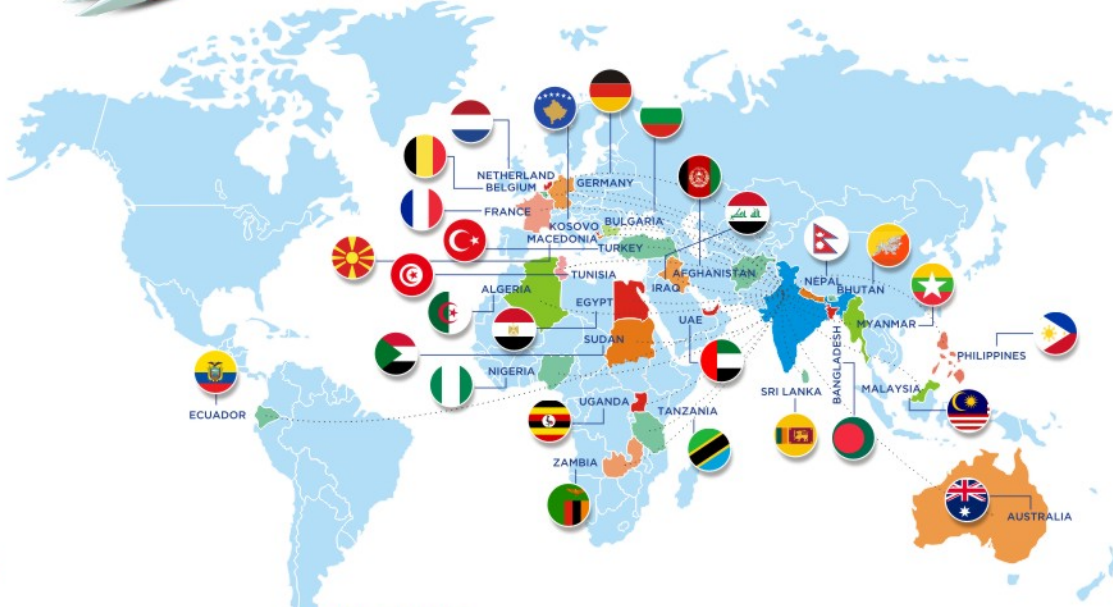 NETHERLAND
BELGIUM
GERMANY
FRANCE
KOSOVO
BULGARIA
MACEDONIA
TURKEY
TUNISIA
AFGHANISTAN
NEPAL
ALGERIA
IRAQ
BHUTAN
EGYPT
UAE
MYANMAR
SUDAN
PHILIPPINES
NIGERIA
BANGLADESH
SRI LANKA
MALAYSIA
UGANDA
TANZANIA
ECUADOR
ZAMBIA
AUSTRALIA